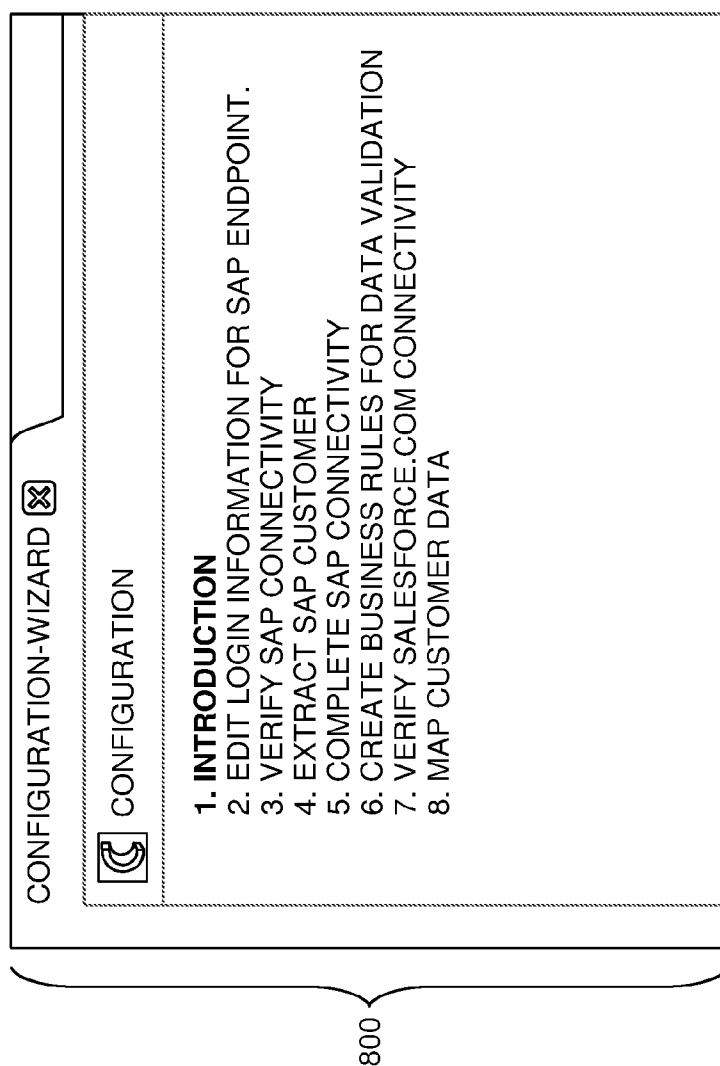 CONFIGURATION-WIZARD
CONFIGURATION
1. INTRODUCTION
2. EDIT LOGIN INFORMATION FOR SAP ENDPOINT.
3. VERIFY SAP CONNECTIVITY
4. EXTRACT SAP CUSTOMER
5. COMPLETE SAP CONNECTIVITY
6. CREATE BUSINESS RULES FOR DATA VALIDATION
7. VERIFY SALESFORCE.COM CONNECTIVITY
8. MAP CUSTOMER DATA
800